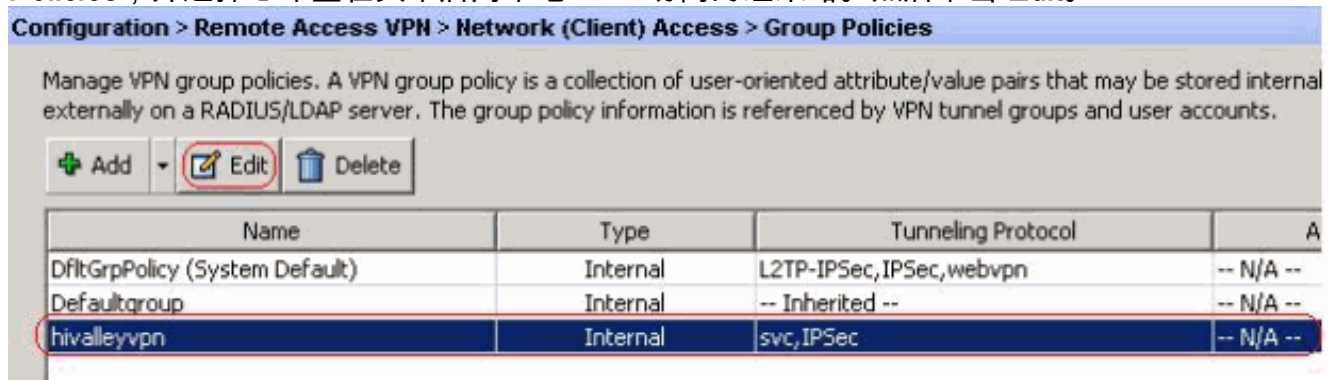 Configuration > Remote Access VPN > Network (Client) Access > Group Policies
Manage VPN group policies. A VPN group policy is a collection of user-oriented attribute/value pairs that may be stored internal
externally on a RADIUS/LDAP server. The group policy information is referenced by VPN tunnel groups and user accounts.
Add Edit Delete
Name Type Tunneling Protocol A
DfltGrpPolicy (System Default) Internal L2TP-IPSec,IPSec,webvpn -- N/A --
Defaultgroup Internal -- Inherited -- -- N/A --
hivalleyvpn Internal svc,IPSec -- N/A --